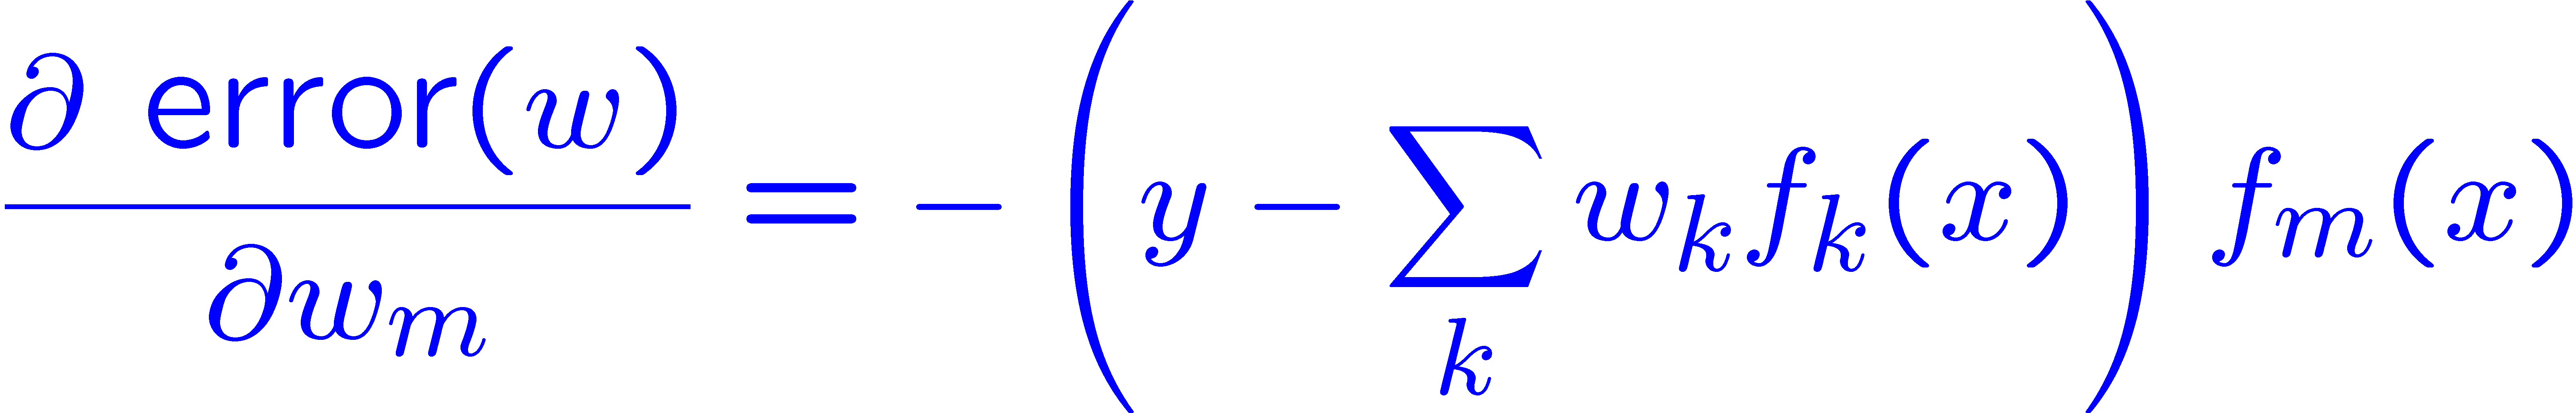 ∂ error(w) / ∂w_m = − ( y − ∑_k w_k f_k(x) ) f_m(x)